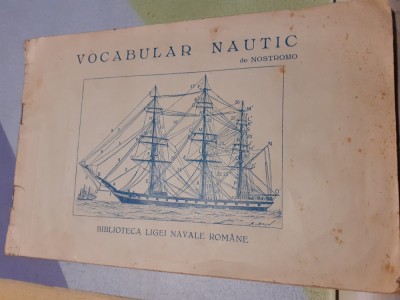 VOCABULAR NAUTIC
de NOSTROMO
BIBLIOTECA LIGEI NAVALE ROMÂNE